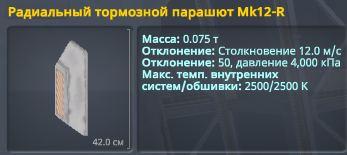 Радиальный тормозной парашют Mk12-R
Масса: 0.075 т
Отклонение: Столкновение 12.0 м/с
Отклонение: 50, давление 4,000 кПа
Макс. темп. внутренних
систем/обшивки: 2500/2500 K
42.0 см